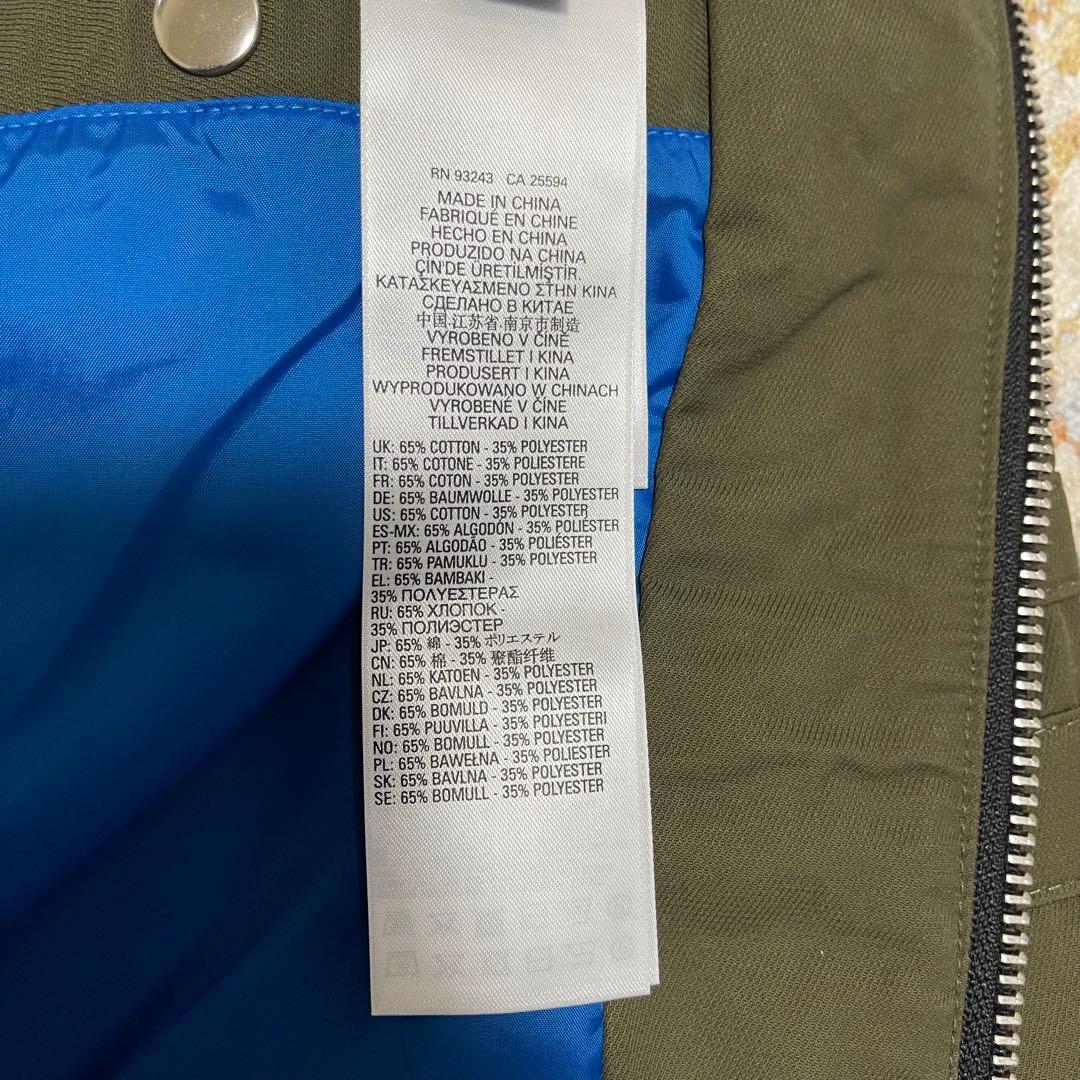 RN 93243 CA 25594
MADE IN CHINA
FABRIQUÉ EN CHINE
HECHO EN CHINA
PRODUZIDO NA CHINA
ÇIN'DE ÜRETILMIŞTIR
ΚΑΤΑΣΚΕΥΑΣΜΕΝΟ ΣΤΗΝ ΚΙΝΑ
СДЕЛАНО В КИТАЕ
中国.江苏省.南京市制造
VYROBENO V ČÍNĚ
FREMSTILLET I KINA
PRODUSERT I KINA
WYPRODUKOWANO W CHINACH
VYROBENÉ V ČÍNE
TILLVERKAD I KINA
UK: 65% COTTON - 35% POLYESTER
IT: 65% COTONE - 35% POLIESTERE
FR: 65% COTON - 35% POLYESTER
DE: 65% BAUMWOLLE - 35% POLYESTER
US: 65% COTTON - 35% POLYESTER
ES-MX: 65% ALGODÓN - 35% POLIÉSTER
PT: 65% ALGODÃO - 35% POLIÉSTER
TR: 65% PAMUKLU - 35% POLYESTER
EL: 65% ΒΑΜΒΑΚΙ -
35% ΠΟΛΥΕΣΤΕΡΑΣ
RU: 65% ХЛОПОК -
35% ПОЛИЭСТЕР
JP: 65% 綿 - 35% ポリエステル
CN: 65% 棉 - 35% 聚酯纤维
NL: 65% KATOEN - 35% POLYESTER
CZ: 65% BAVLNA - 35% POLYESTER
DK: 65% BOMULD - 35% POLYESTER
FI: 65% PUUVILLA - 35% POLYESTERI
NO: 65% BOMULL - 35% POLYESTER
PL: 65% BAWEŁNA - 35% POLIESTER
SK: 65% BAVLNA - 35% POLYESTER
SE: 65% BOMULL - 35% POLYESTER